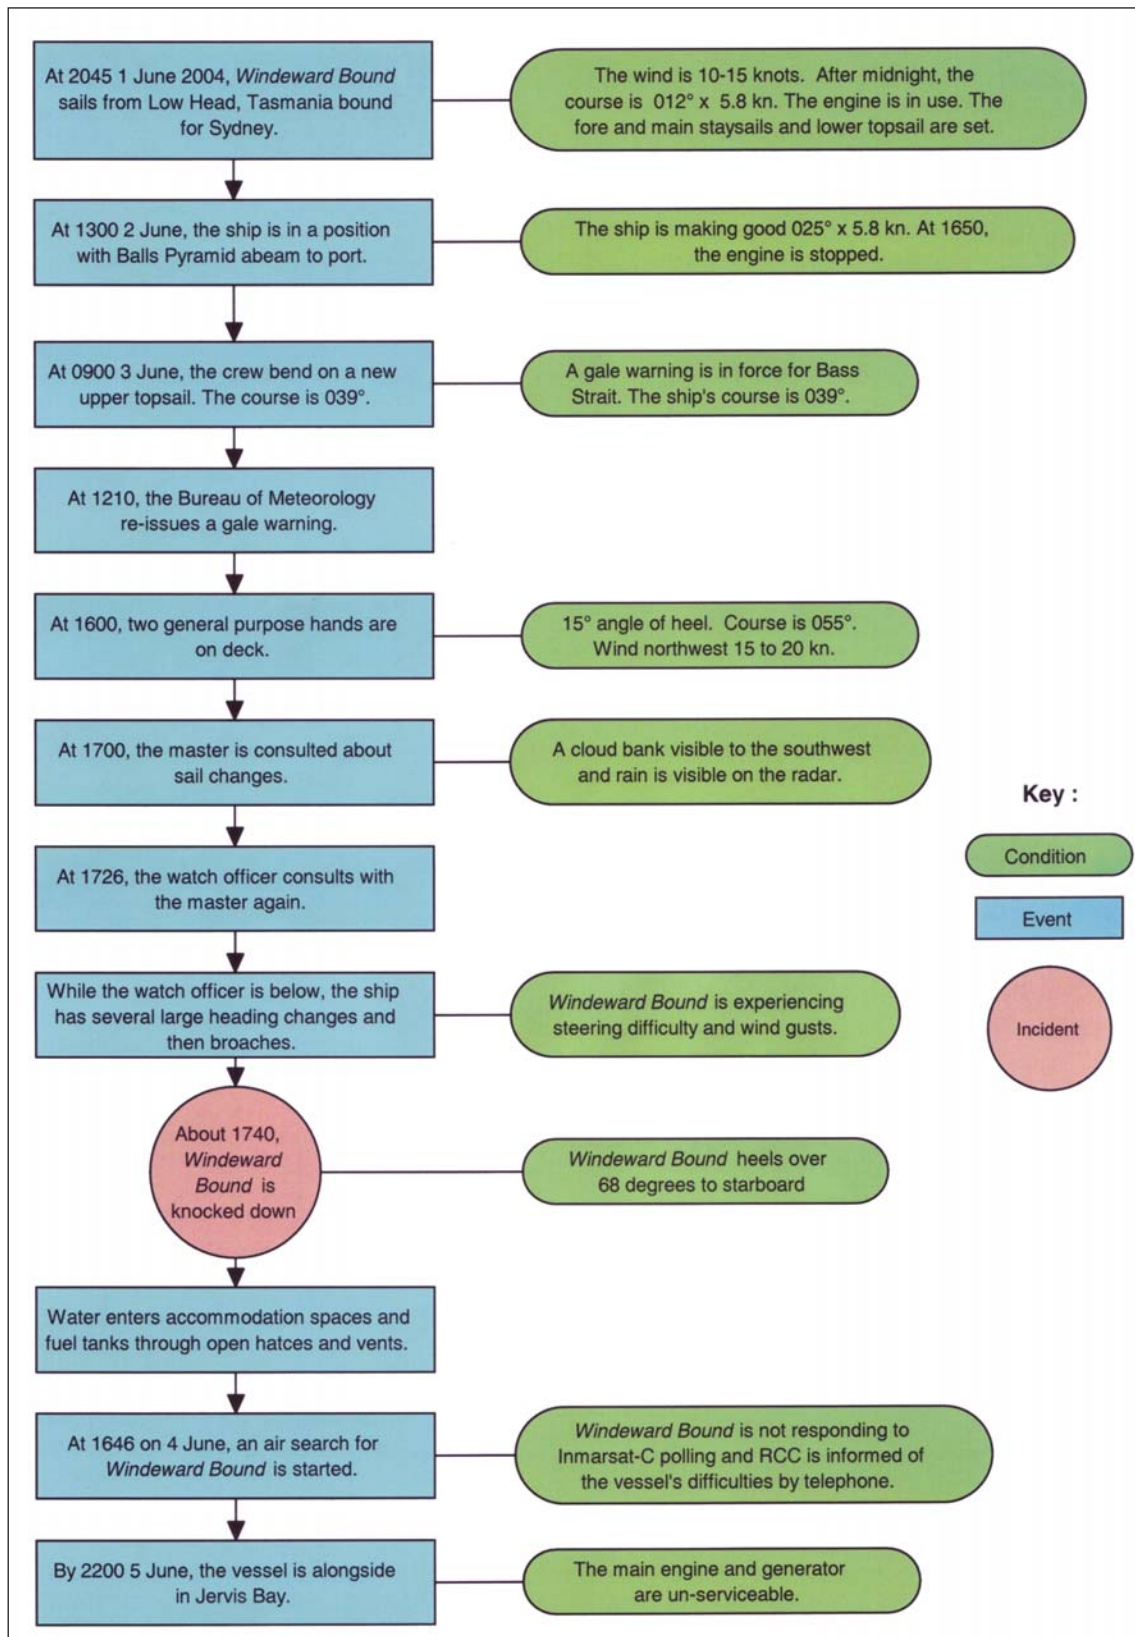 At 2045 1 June 2004, Windeward Bound
sails from Low Head, Tasmania bound
for Sydney.
The wind is 10-15 knots. After midnight, the
course is 012° x 5.8 kn. The engine is in use. The
fore and main staysails and lower topsail are set.
At 1300 2 June, the ship is in a position
with Balls Pyramid abeam to port.
The ship is making good 025° x 5.8 kn. At 1650,
the engine is stopped.
At 0900 3 June, the crew bend on a new
upper topsail. The course is 039°.
A gale warning is in force for Bass
Strait. The ship's course is 039°.
At 1210, the Bureau of Meteorology
re-issues a gale warning.
At 1600, two general purpose hands are
on deck.
15° angle of heel. Course is 055°.
Wind northwest 15 to 20 kn.
At 1700, the master is consulted about
sail changes.
A cloud bank visible to the southwest
and rain is visible on the radar.
At 1726, the watch officer consults with
the master again.
While the watch officer is below, the ship
has several large heading changes and
then broaches.
Windeward Bound is experiencing
steering difficulty and wind gusts.
About 1740,
Windeward
Bound is
knocked down
Windeward Bound heels over
68 degrees to starboard
Water enters accommodation spaces and
fuel tanks through open hatces and vents.
At 1646 on 4 June, an air search for
Windeward Bound is started.
Windeward Bound is not responding to
Inmarsat-C polling and RCC is informed of
the vessel's difficulties by telephone.
By 2200 5 June, the vessel is alongside
in Jervis Bay.
The main engine and generator
are un-serviceable.
Key :
Condition
Event
Incident